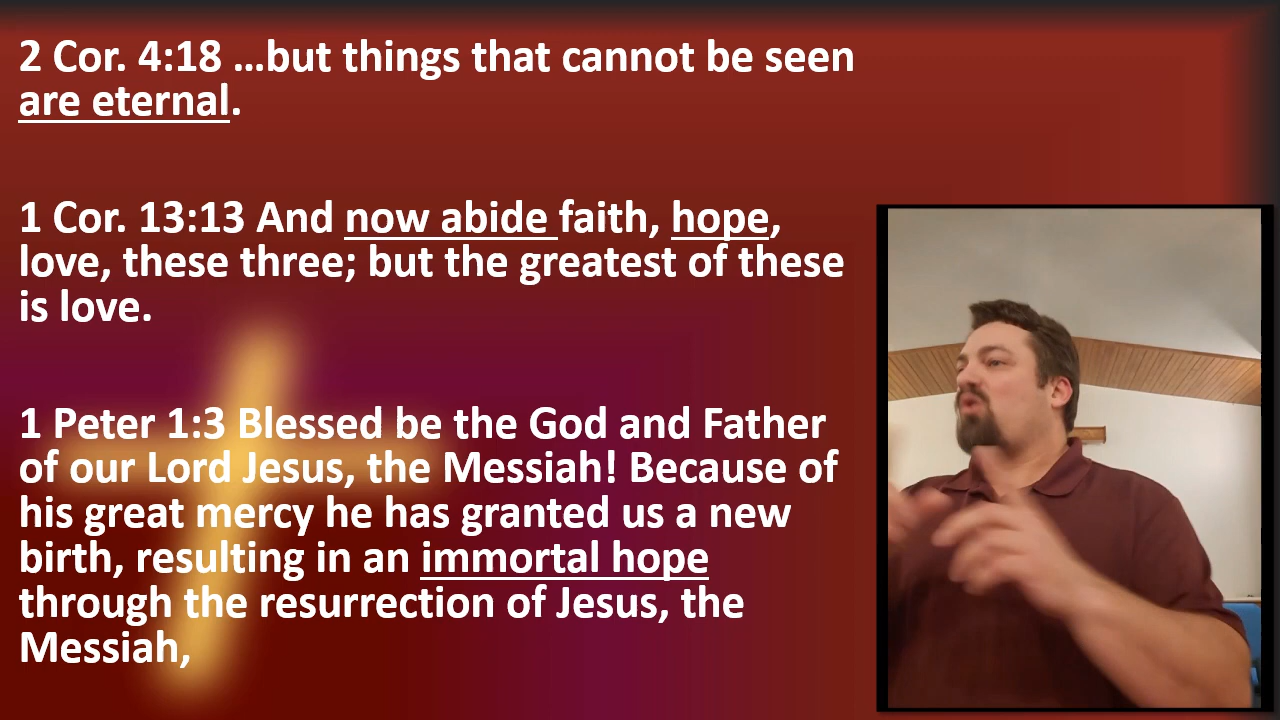 2 Cor. 4:18 …but things that cannot be seen
are eternal.
1 Cor. 13:13 And now abide faith, hope,
love, these three; but the greatest of these
is love.
1 Peter 1:3 Blessed be the God and Father
of our Lord Jesus, the Messiah! Because of
his great mercy he has granted us a new
birth, resulting in an immortal hope
through the resurrection of Jesus, the
Messiah,